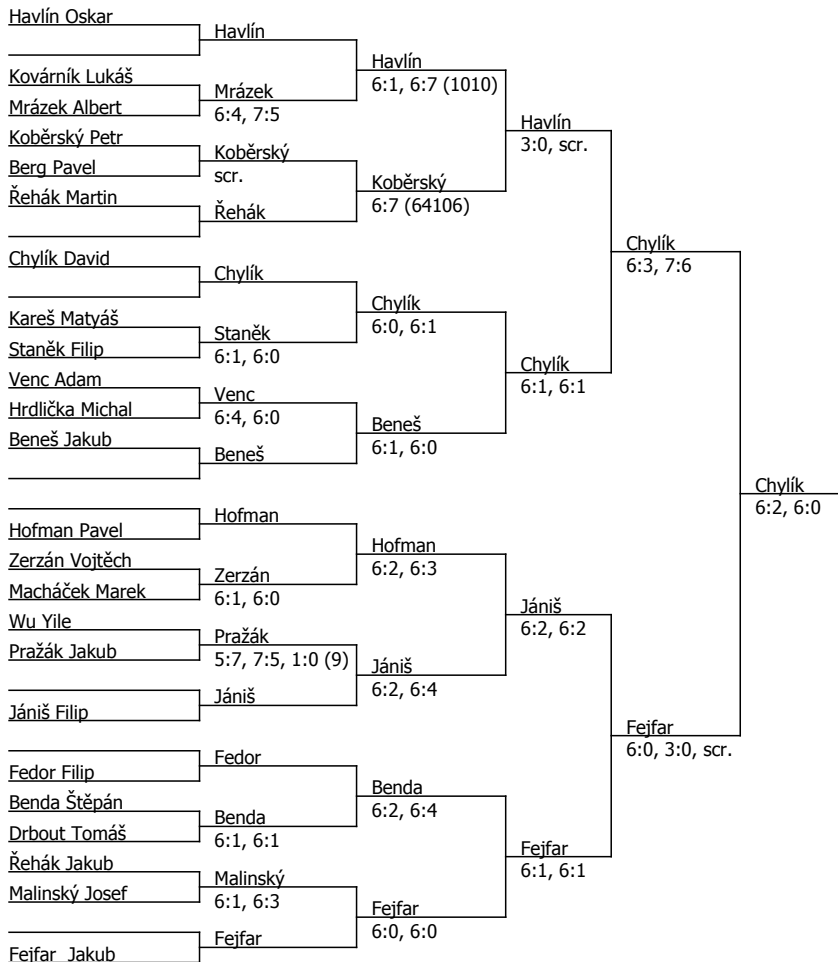 Havlín Oskar
Kovárník Lukáš
Mrázek Albert
Koběrský Petr
Berg Pavel
Řehák Martin
Chylík David
Kareš Matyáš
Staněk Filip
Venc Adam
Hrdlička Michal
Beneš Jakub
Hofman Pavel
Zerzán Vojtěch
Macháček Marek
Wu Yile
Pražák Jakub
Jániš Filip
Fedor Filip
Benda Štěpán
Drbout Tomáš
Řehák Jakub
Malinský Josef
Fejfar Jakub
Havlín
Mrázek
6:4, 7:5
Koběrský
scr.
Řehák
Chylík
Staněk
6:1, 6:0
Venc
6:4, 6:0
Beneš
Hofman
Zerzán
6:1, 6:0
Pražák
5:7, 7:5, 1:0 (9)
Jániš
Fedor
Benda
6:1, 6:1
Malinský
6:1, 6:3
Fejfar
Havlín
6:1, 6:7 (1010)
Koběrský
6:7 (64106)
Chylík
6:0, 6:1
Beneš
6:1, 6:0
Hofman
6:2, 6:3
Jániš
6:2, 6:4
Benda
6:2, 6:4
Fejfar
6:0, 6:0
Havlín
3:0, scr.
Chylík
6:1, 6:1
Jániš
6:2, 6:2
Fejfar
6:1, 6:1
Chylík
6:3, 7:6
Fejfar
6:0, 3:0, scr.
Chylík
6:2, 6:0